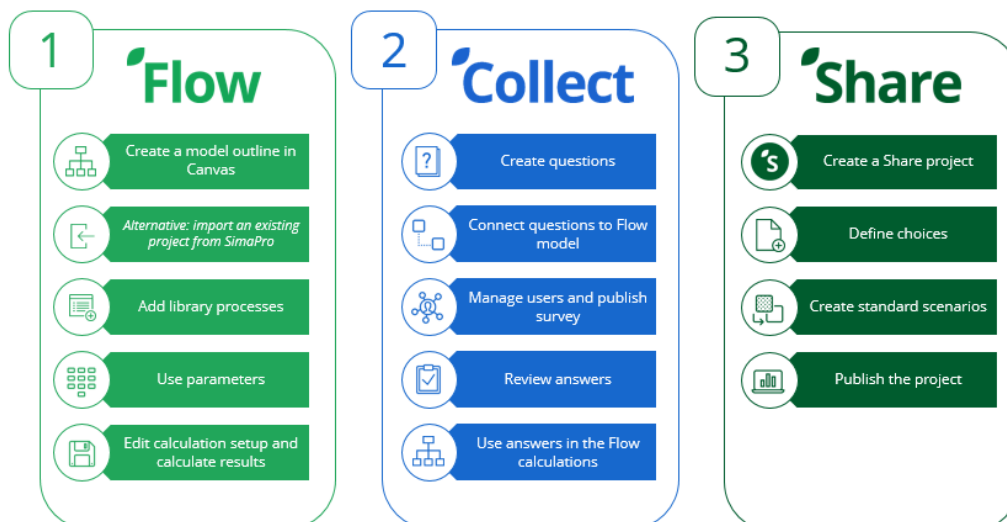 1
Flow
Create a model outline in
Canvas
Alternative: import an existing
project from SimaPro
Add library processes
Use parameters
Edit calculation setup and
calculate results
2
Collect
?
Create questions
Connect questions to Flow
model
Manage users and publish
survey
Review answers
Use answers in the Flow
calculations
3
Share
S
Create a Share project
Define choices
Create standard scenarios
Publish the project